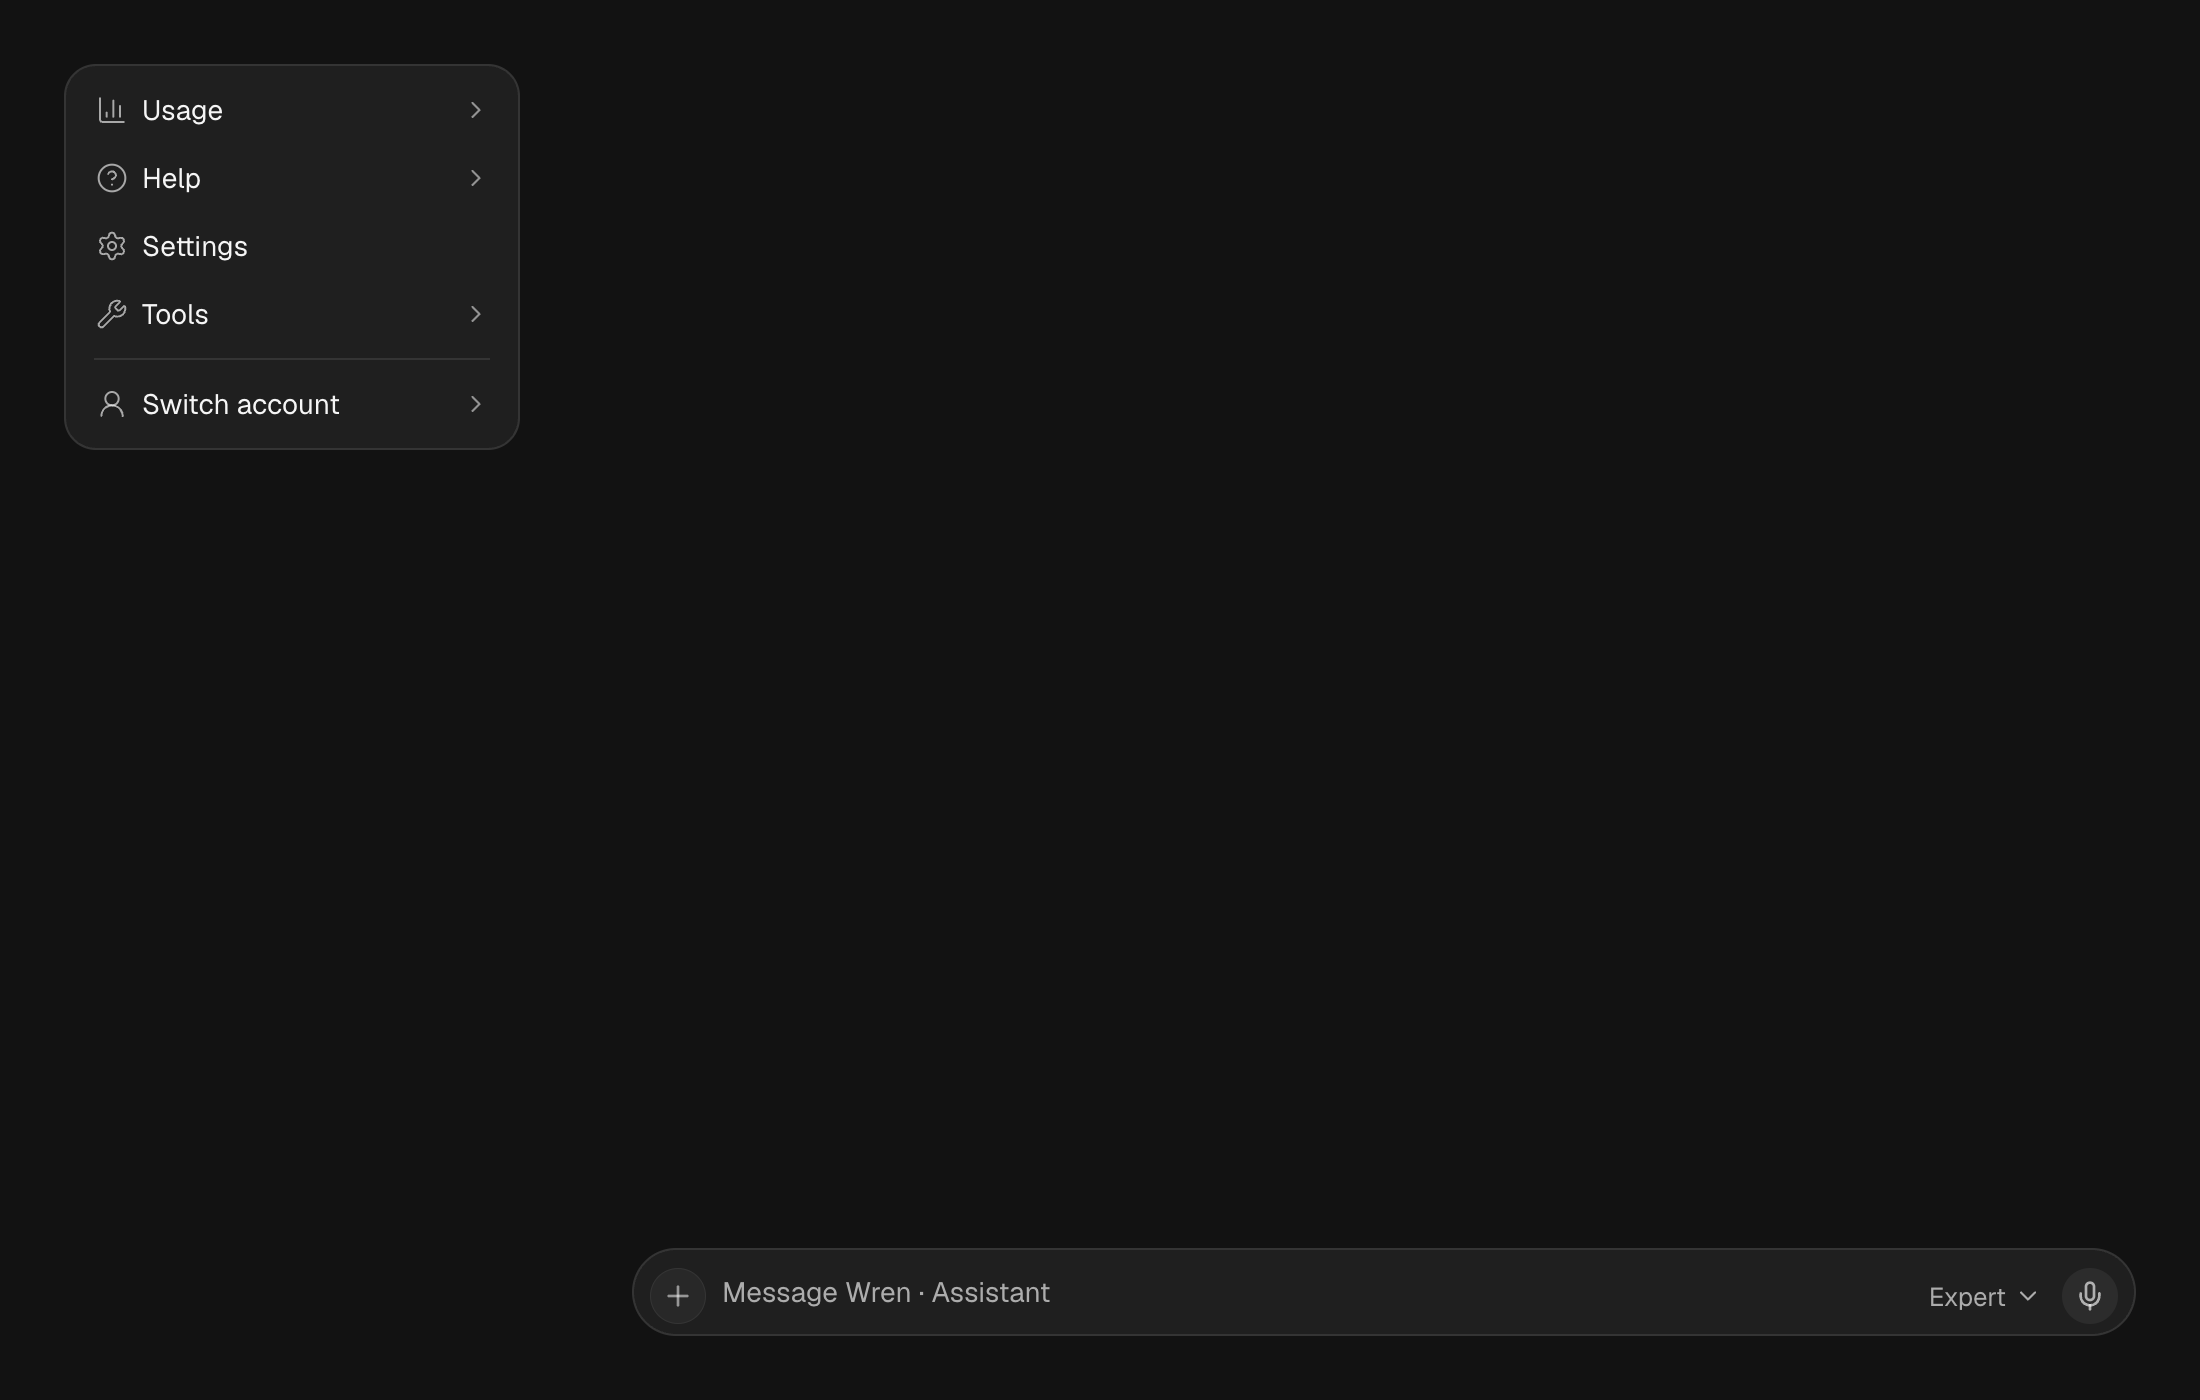 Usage
Help
Settings
Tools
Switch account
Message Wren · Assistant
Expert